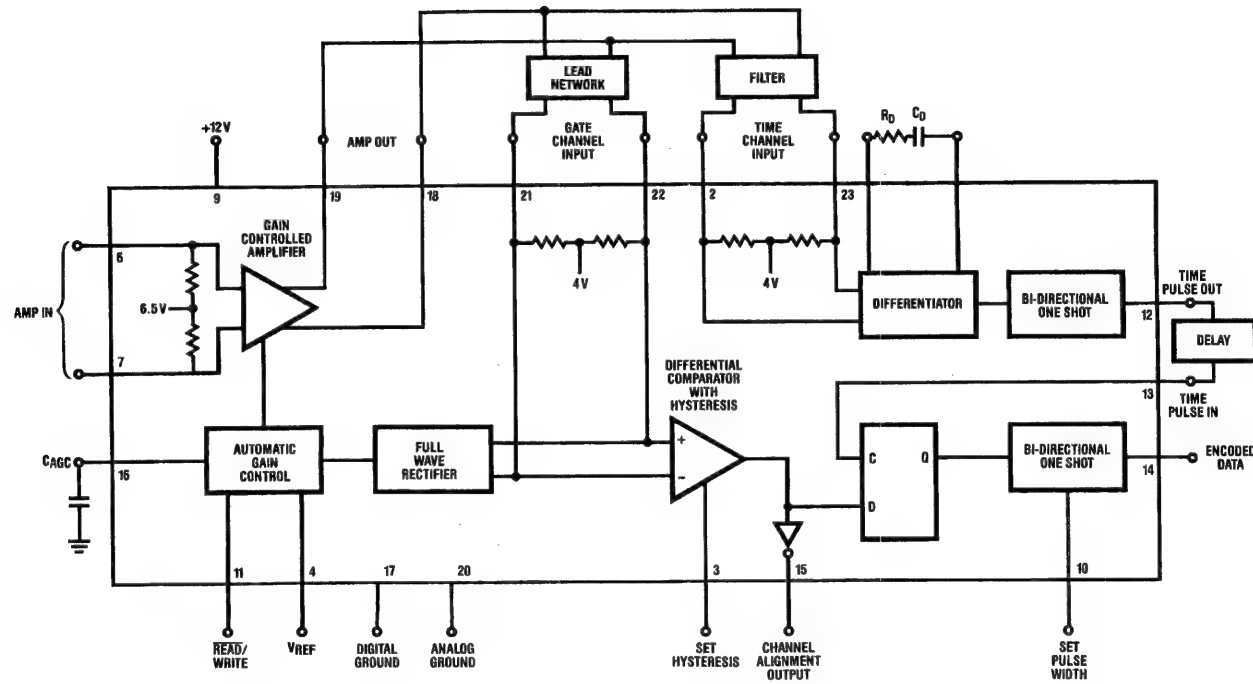 LEAD
NETWORK
FILTER
RD
CD
+12V
AMP OUT
GATE
CHANNEL
INPUT
TIME
CHANNEL
INPUT
9
19
18
21
22
2
23
GAIN
CONTROLLED
AMPLIFIER
6
AMP IN
6.5V
7
4V
4V
DIFFERENTIATOR
BI-DIRECTIONAL
ONE SHOT
TIME
PULSE OUT
12
DELAY
13
TIME
PULSE IN
DIFFERENTIAL
COMPARATOR
WITH
HYSTERESIS
CAGC
16
AUTOMATIC
GAIN
CONTROL
FULL
WAVE
RECTIFIER
+
−
C
Q
D
BI-DIRECTIONAL
ONE SHOT
14
ENCODED
DATA
11
4
17
20
3
15
10
READ/
WRITE
VREF
DIGITAL
GROUND
ANALOG
GROUND
SET
HYSTERESIS
CHANNEL
ALIGNMENT
OUTPUT
SET
PULSE
WIDTH